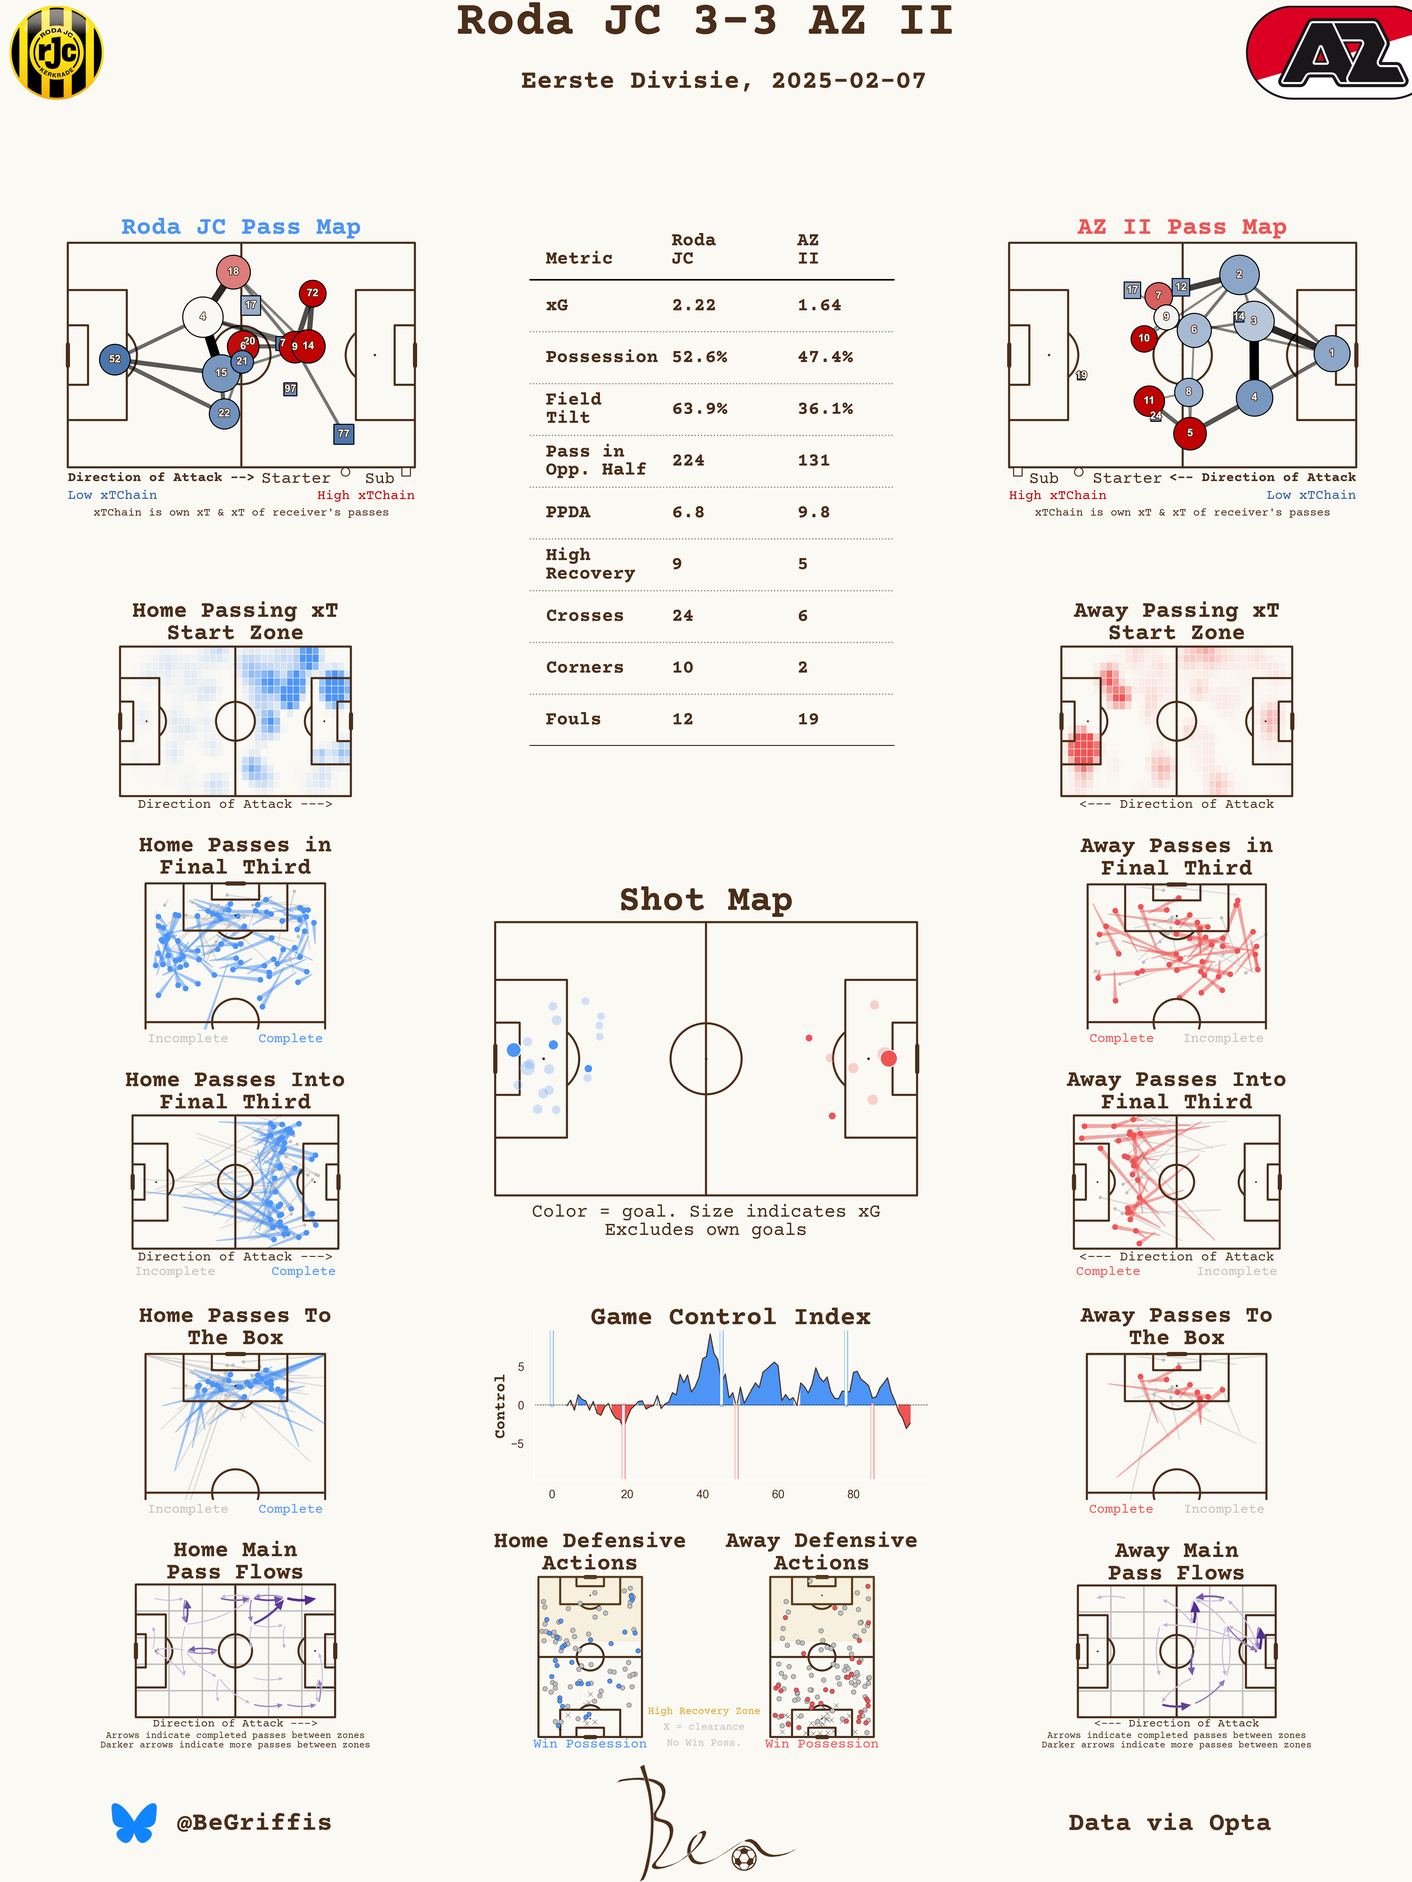 Roda JC 3-3 AZ II
Eerste Divisie, 2025-02-07
RODA JC
rJc
KERKRADE
AZ
Roda JC Pass Map
18
17
72
4
20
6
7
9
14
21
52
15
97
22
77
Direction of Attack --> Starter Sub
Low xTChain High xTChain
xTChain is own xT & xT of receiver's passes
Metric Roda JC AZ II
xG 2.22 1.64
Possession 52.6% 47.4%
Field Tilt 63.9% 36.1%
Pass in Opp. Half 224 131
PPDA 6.8 9.8
High Recovery 9 5
Crosses 24 6
Corners 10 2
Fouls 12 19
AZ II Pass Map
2
17
7
12
9
14
3
6
10
1
19
8
11
4
24
5
Sub Starter <-- Direction of Attack
High xTChain Low xTChain
xTChain is own xT & xT of receiver's passes
Home Passing xT
Start Zone
Direction of Attack --->
Away Passing xT
Start Zone
<--- Direction of Attack
Home Passes in
Final Third
Incomplete Complete
Shot Map
Color = goal. Size indicates xG
Excludes own goals
Away Passes in
Final Third
Complete Incomplete
Home Passes Into
Final Third
Direction of Attack --->
Incomplete Complete
Away Passes Into
Final Third
<--- Direction of Attack
Complete Incomplete
Home Passes To
The Box
Incomplete Complete
Game Control Index
Control
5
0
−5
0 20 40 60 80
Away Passes To
The Box
Complete Incomplete
Home Main
Pass Flows
Direction of Attack --->
Arrows indicate completed passes between zones
Darker arrows indicate more passes between zones
Home Defensive
Actions
Win Possession
High Recovery Zone
X = clearance
No Win Poss.
Away Defensive
Actions
Win Possession
Away Main
Pass Flows
<--- Direction of Attack
Arrows indicate completed passes between zones
Darker arrows indicate more passes between zones
@BeGriffis
Ben
Data via Opta